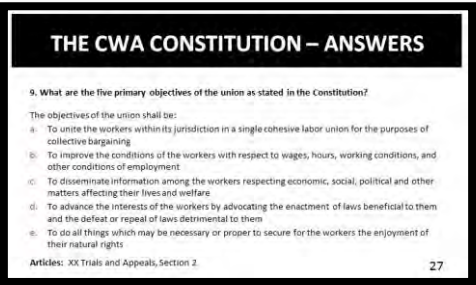 THE CWA CONSTITUTION – ANSWERS
9. What are the five primary objectives of the union as stated in the Constitution?
The objectives of the union shall be:
a. To unite the workers within its jurisdiction in a single cohesive labor union for the purposes of
collective bargaining
b. To improve the conditions of the workers with respect to wages, hours, working conditions, and
other conditions of employment
c. To disseminate information among the workers respecting economic, social, political and other
matters affecting their lives and welfare
d. To advance the interests of the workers by advocating the enactment of laws beneficial to them
and the defeat or repeal of laws detrimental to them
e. To do all things which may be necessary or proper to secure for the workers the enjoyment of
their natural rights
Articles: XX Trials and Appeals, Section 2
27